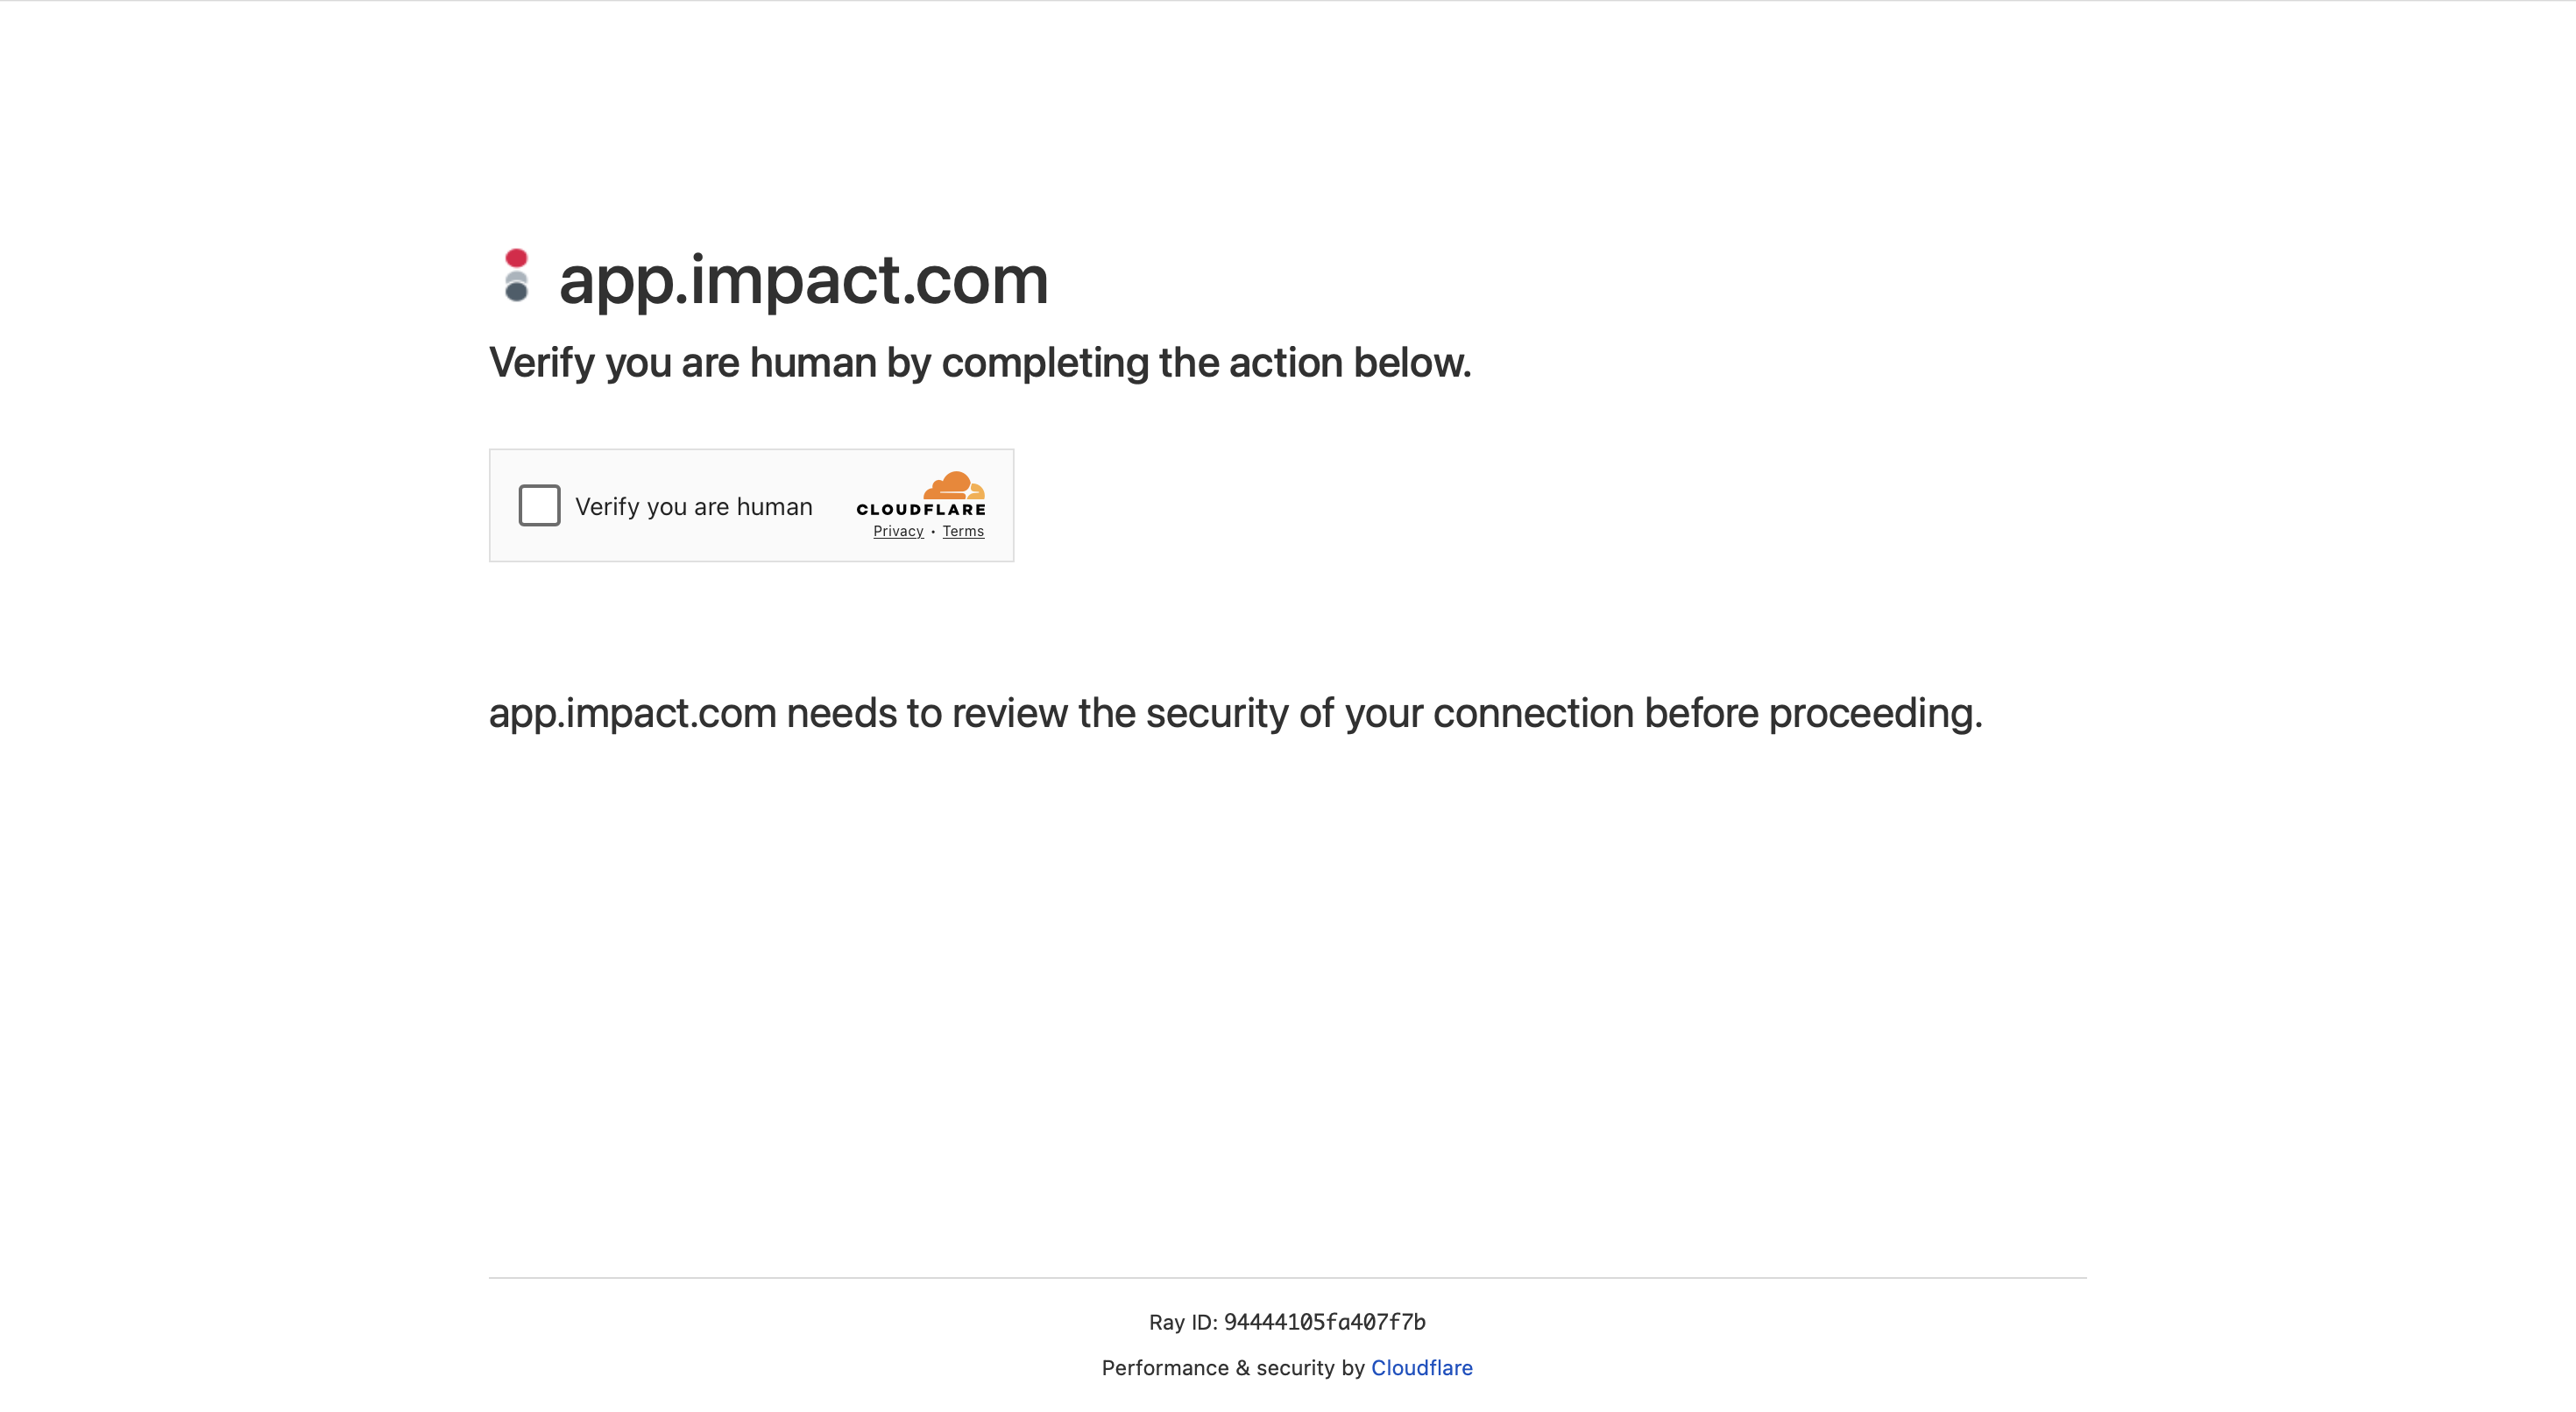 app.impact.com
Verify you are human by completing the action below.
Verify you are human
CLOUDFLARE
Privacy • Terms
app.impact.com needs to review the security of your connection before proceeding.
Ray ID: 94444105fa407f7b
Performance & security by Cloudflare